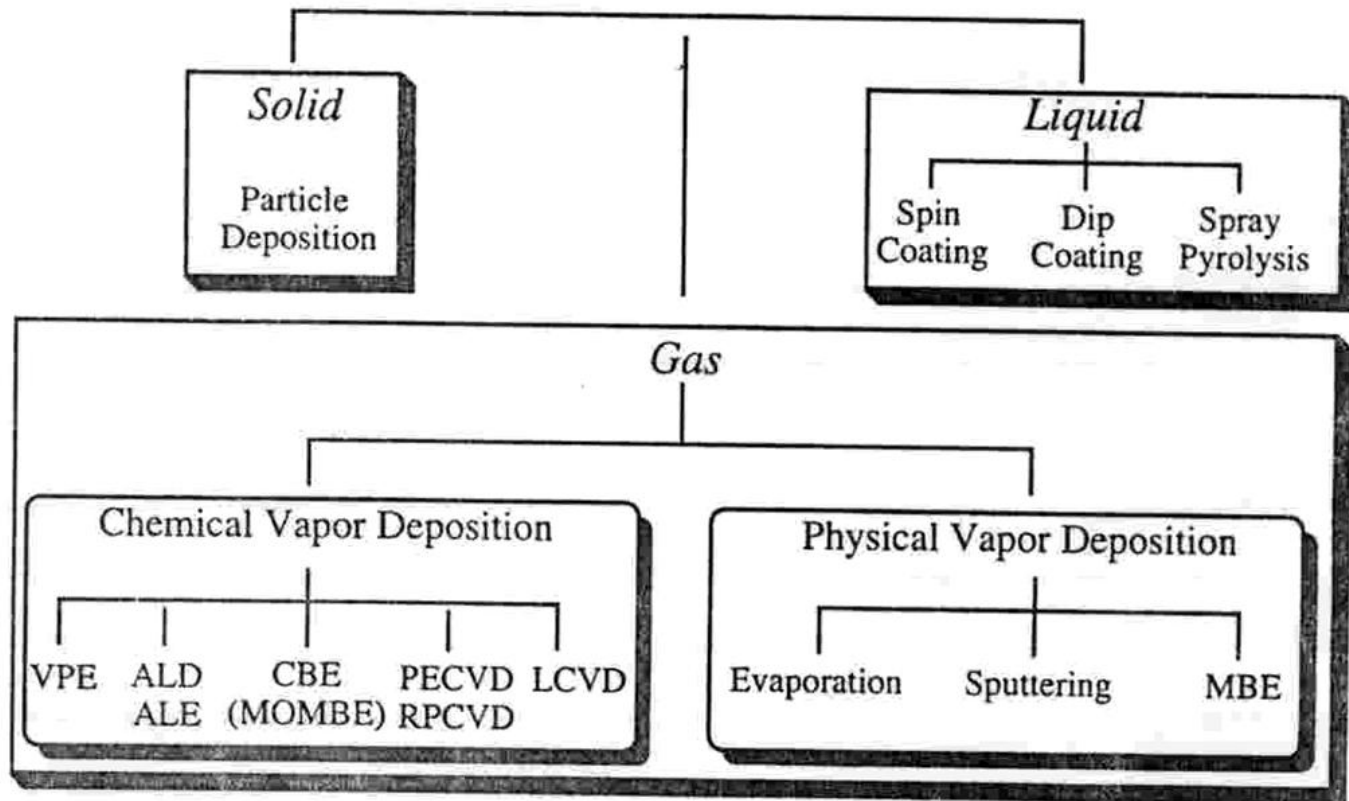 Solid
Particle
Deposition
Liquid
Spin
Coating
Dip
Coating
Spray
Pyrolysis
Gas
Chemical Vapor Deposition
VPE
ALD
ALE
CBE
(MOMBE)
PECVD
RPCVD
LCVD
Physical Vapor Deposition
Evaporation
Sputtering
MBE